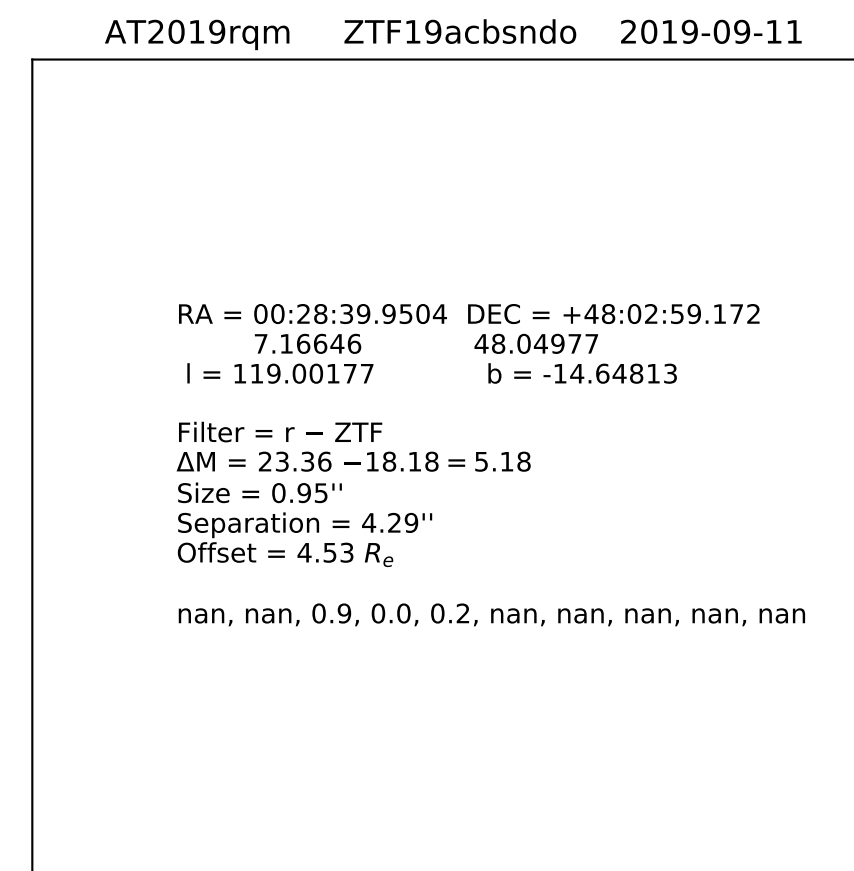 AT2019rqm ZTF19acbsndo 2019-09-11
RA = 00:28:39.9504 DEC = +48:02:59.172
7.16646 48.04977
l = 119.00177 b = -14.64813
Filter = r − ZTF
ΔM = 23.36 −18.18 = 5.18
Size = 0.95''
Separation = 4.29''
Offset = 4.53 Re
nan, nan, 0.9, 0.0, 0.2, nan, nan, nan, nan, nan